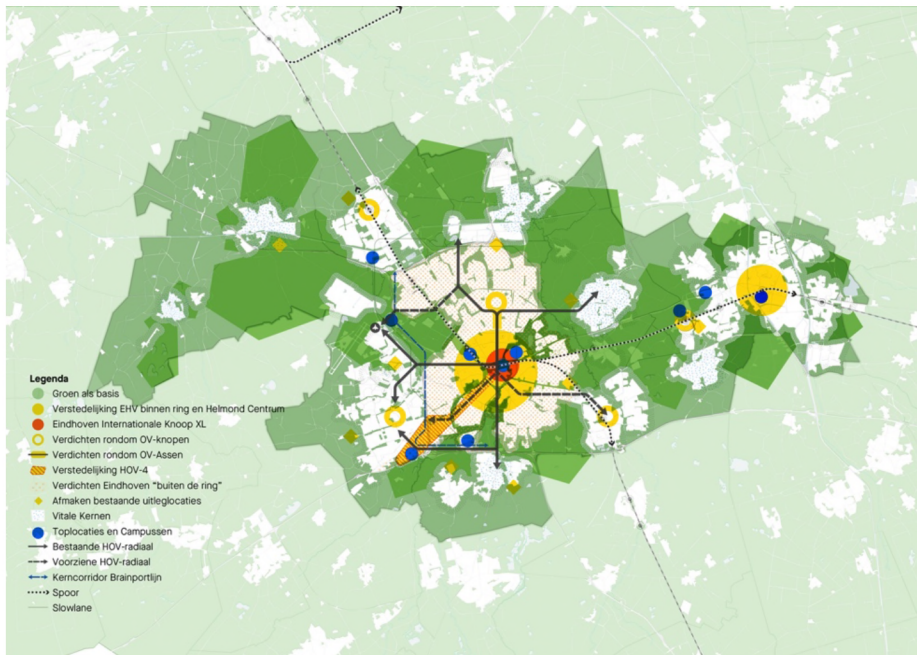 Legenda
Groen als basis
Verstedelijking EHV binnen ring en Helmond Centrum
Eindhoven Internationale Knoop XL
Verdichten rondom OV-knopen
Verdichten rondom OV-Assen
Verstedelijking HOV-4
Verdichten Eindhoven "buiten de ring"
Afmaken bestaande uitleglocaties
Vitale Kernen
Toplocaties en Campussen
Bestaande HOV-radiaal
Voorziene HOV-radiaal
Kerncorridor Brainportlijn
Spoor
Slowlane